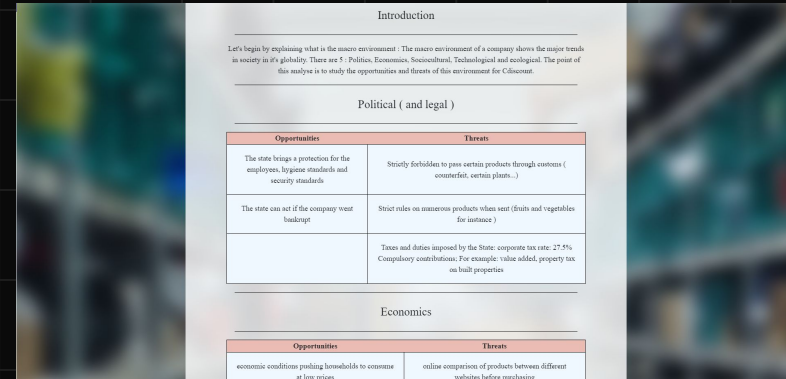 Introduction
Let's begin by explaining what is the macro environment : The macro environment of a company shows the major trends
in society in it's globality. There are 5 : Politics, Economics, Sociocultural, Technological and ecological. The point of
this analyse is to study the opportunities and threats of this environment for Cdiscount.
Political ( and legal )
Opportunities
Threats
The state brings a protection for the
employees, hygiene standards and
security standards
Strictly forbidden to pass certain products through customs (
counterfeit, certain plants...)
The state can act if the company went
bankrupt
Strict rules on numerous products when sent (fruits and vegetables
for instance )
Taxes and duties imposed by the State: corporate tax rate: 27.5%
Compulsory contributions; For example: value added, property tax
on built properties
Economics
Opportunities
Threats
economic conditions pushing households to consume
at low prices
online comparison of products between different
websites before purchasing